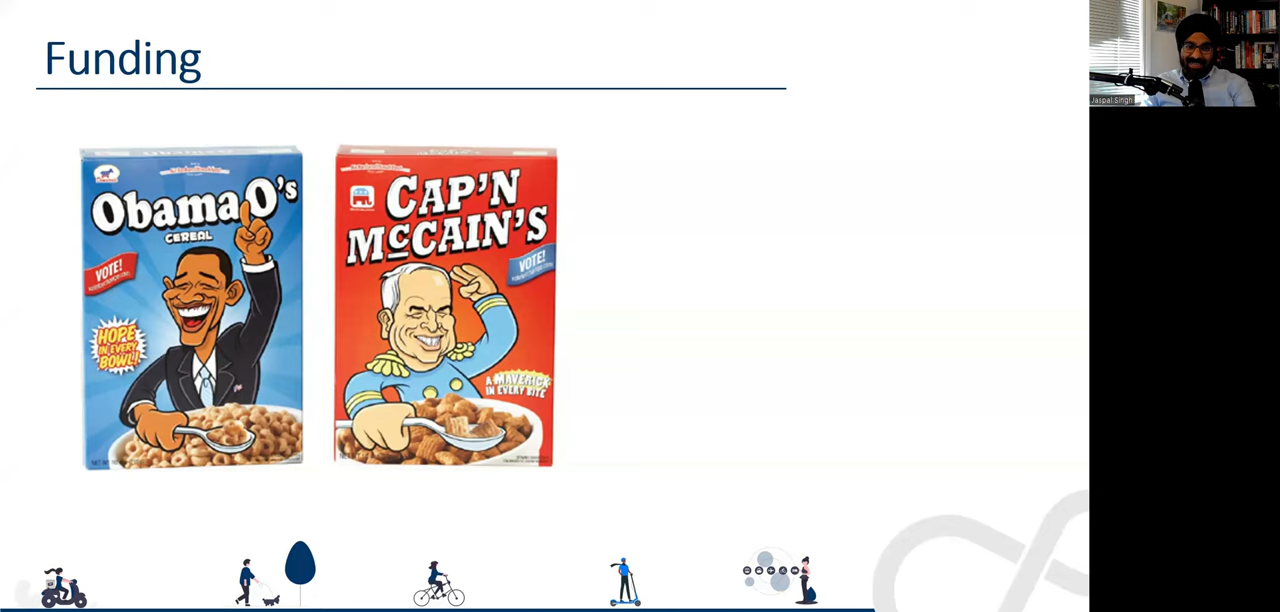 Funding
Obama O's
CEREAL
VOTE!
HOPE
IN EVERY
BOWL!
CAP'N
McCAIN'S
VOTE!
A MAVERICK
IN EVERY BITE
Jaspal Singh